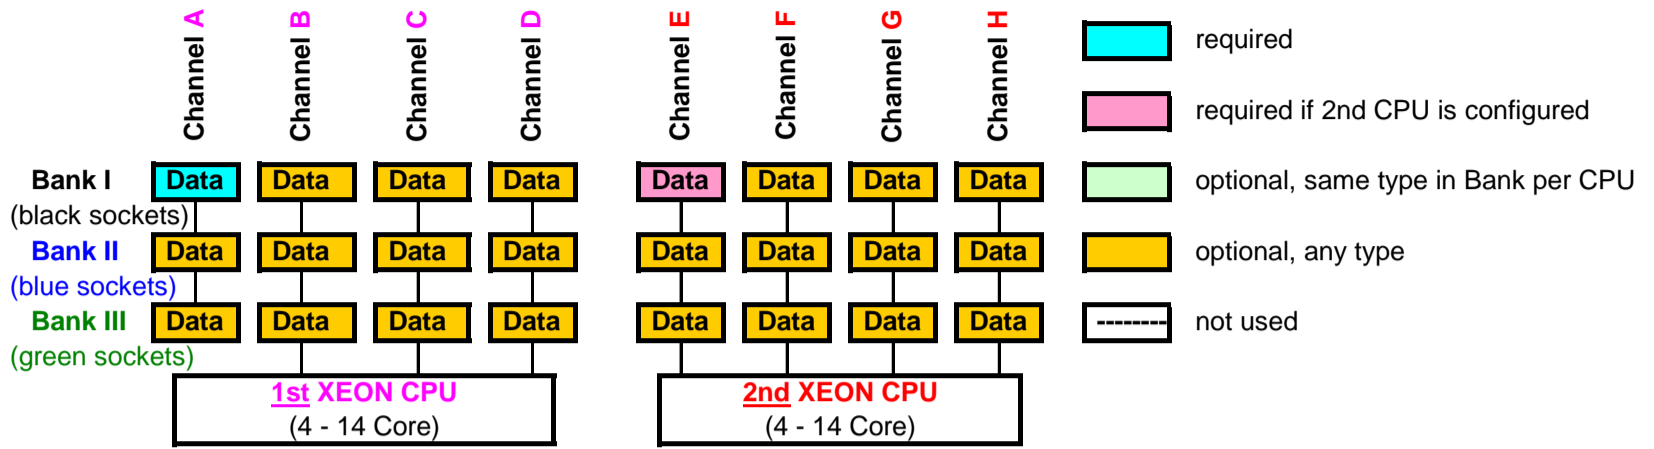 Channel A
Channel B
Channel C
Channel D
Channel E
Channel F
Channel G
Channel H
required
required if 2nd CPU is configured
Bank I Data Data Data Data Data Data Data Data optional, same type in Bank per CPU
(black sockets)
Bank II Data Data Data Data Data Data Data Data optional, any type
(blue sockets)
Bank III Data Data Data Data Data Data Data Data -------- not used
(green sockets)
1st XEON CPU 2nd XEON CPU
(4 - 14 Core) (4 - 14 Core)